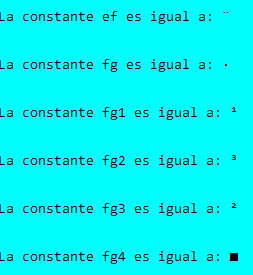 La constante ef es igual a: ¨
La constante fg es igual a: ·
La constante fg1 es igual a: ¹
La constante fg2 es igual a: ³
La constante fg3 es igual a: ²
La constante fg4 es igual a: ■